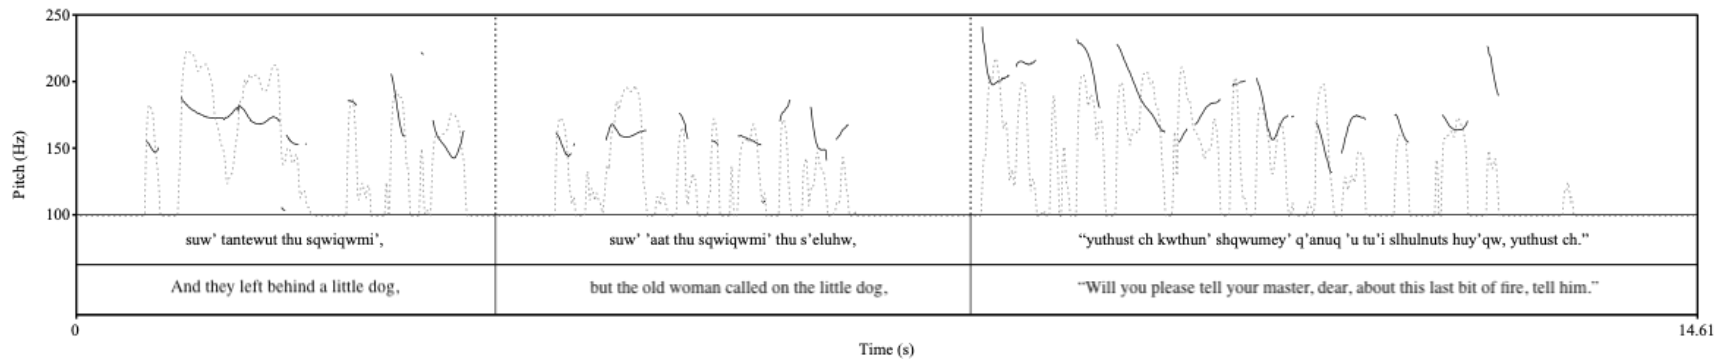 250
200
150
100
Pitch (Hz)
suw’ tantewut thu sqwiqwmi’,
suw’ ’aat thu sqwiqwmi’ thu s’eluhw,
“yuthust ch kwthun’ shqwumey’ q’anuq ’u tu’i slhulnuts huy’qw, yuthust ch.”
And they left behind a little dog,
but the old woman called on the little dog,
“Will you please tell your master, dear, about this last bit of fire, tell him.”
0
14.61
Time (s)